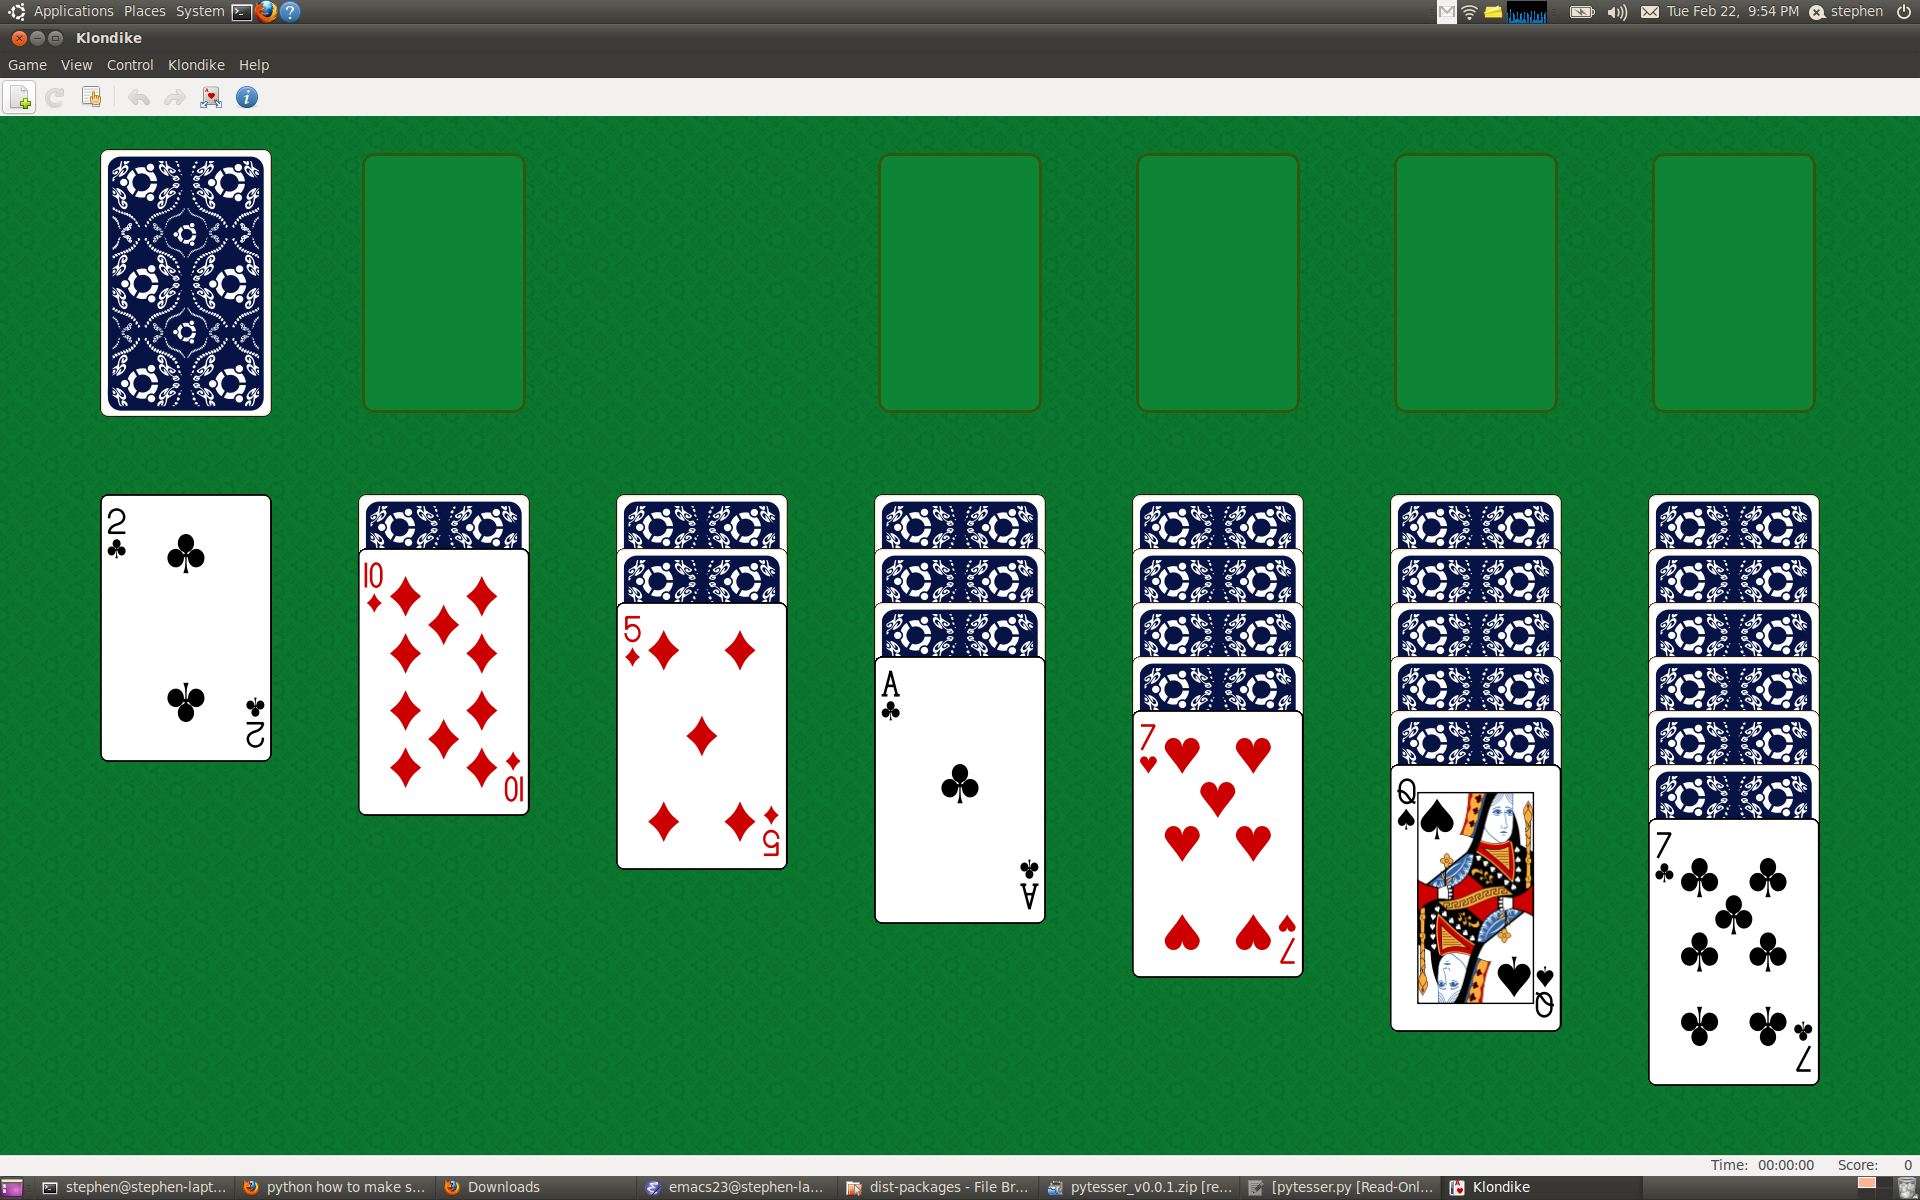 Applications Places System
Tue Feb 22, 9:54 PM stephen
Klondike
Game View Control Klondike Help
2
2
10
10
5
5
A
A
7
7
Q
Q
7
7
Time: 00:00:00 Score: 0
stephen@stephen-lapt... python how to make s... Downloads emacs23@stephen-la... dist-packages - File Br... pytesser_v0.0.1.zip [re... [pytesser.py [Read-Onl... Klondike